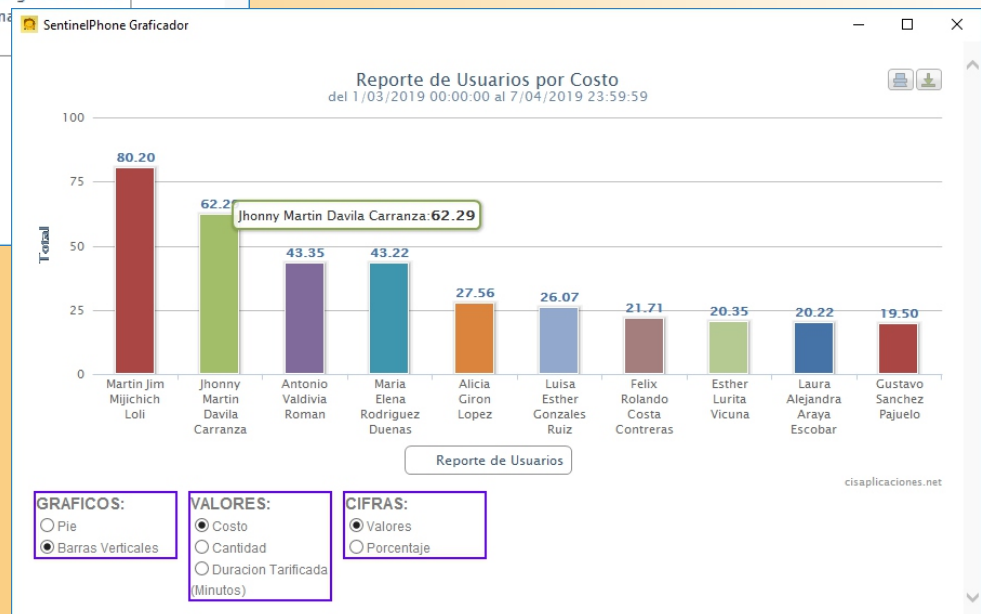 SentinelPhone Graficador
Reporte de Usuarios por Costo
del 1/03/2019 00:00:00 al 7/04/2019 23:59:59
100
75
50
25
0
Total
80.20
62.29
Jhonny Martin Davila Carranza:62.29
43.35
43.22
27.56
26.07
21.71
20.35
20.22
19.50
Martin Jim
Mijichich
Loli
Jhonny
Martin
Davila
Carranza
Antonio
Valdivia
Roman
Maria
Elena
Rodriguez
Duenas
Alicia
Giron
Lopez
Luisa
Esther
Gonzales
Ruiz
Felix
Rolando
Costa
Contreras
Esther
Lurita
Vicuna
Laura
Alejandra
Araya
Escobar
Gustavo
Sanchez
Pajuelo
Reporte de Usuarios
cisaplicaciones.net
GRAFICOS:
Pie
Barras Verticales
VALORES:
Costo
Cantidad
Duracion Tarificada
(Minutos)
CIFRAS:
Valores
Porcentaje